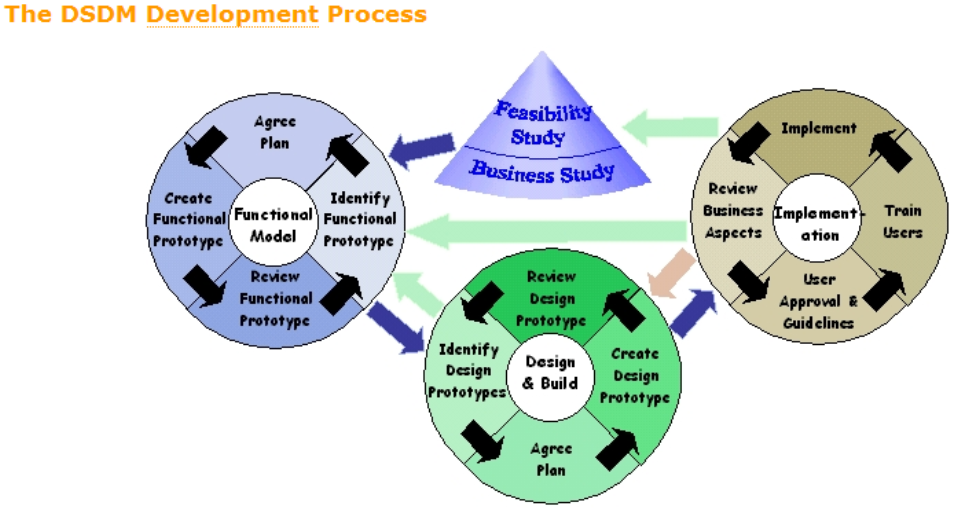 The DSDM Development Process
Feasibility
Study
Business Study
Agree
Plan
Create
Functional
Prototype
Functional
Model
Identify
Functional
Prototype
Review
Functional
Prototype
Review
Design
Prototype
Identify
Design
Prototypes
Design
& Build
Create
Design
Prototype
Agree
Plan
Implement
Review
Business
Aspects
Implement-
ation
Train
Users
User
Approval &
Guidelines